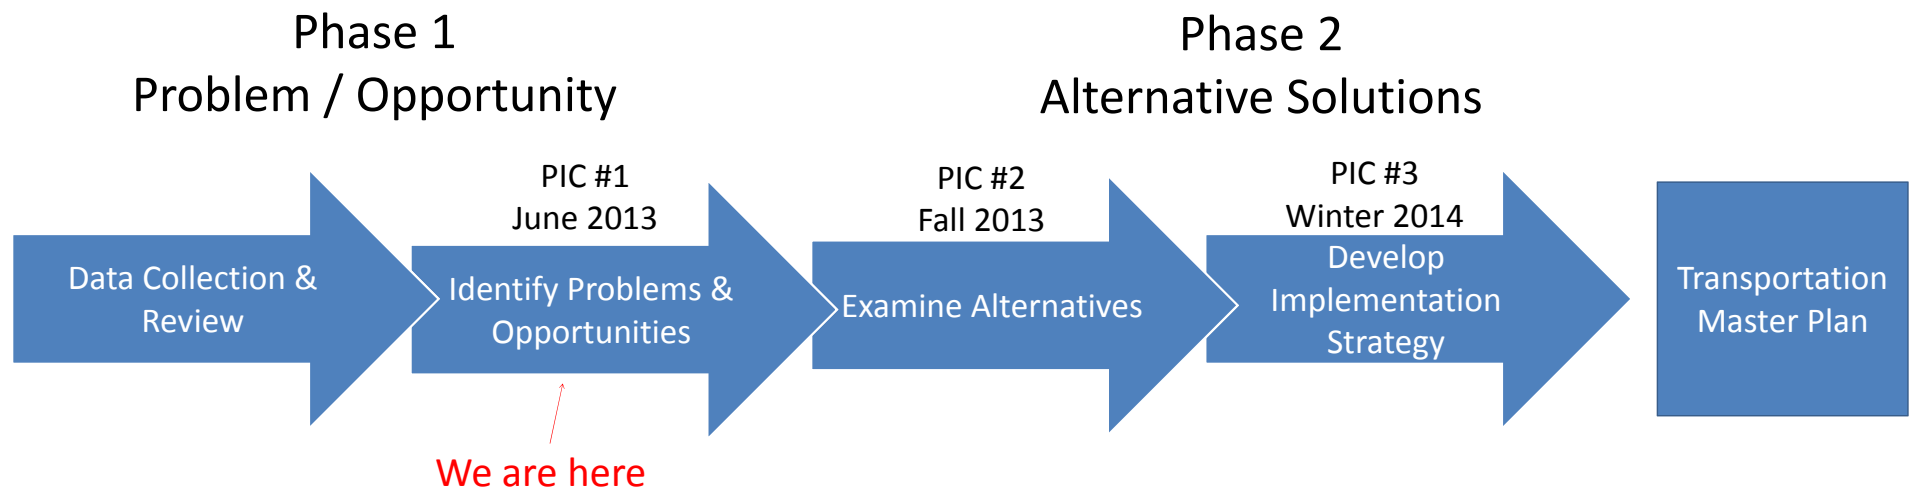 Phase 1
Problem / Opportunity
Phase 2
Alternative Solutions
Data Collection &
Review
PIC #1
June 2013
Identify Problems &
Opportunities
We are here
PIC #2
Fall 2013
Examine Alternatives
PIC #3
Winter 2014
Develop
Implementation
Strategy
Transportation
Master Plan